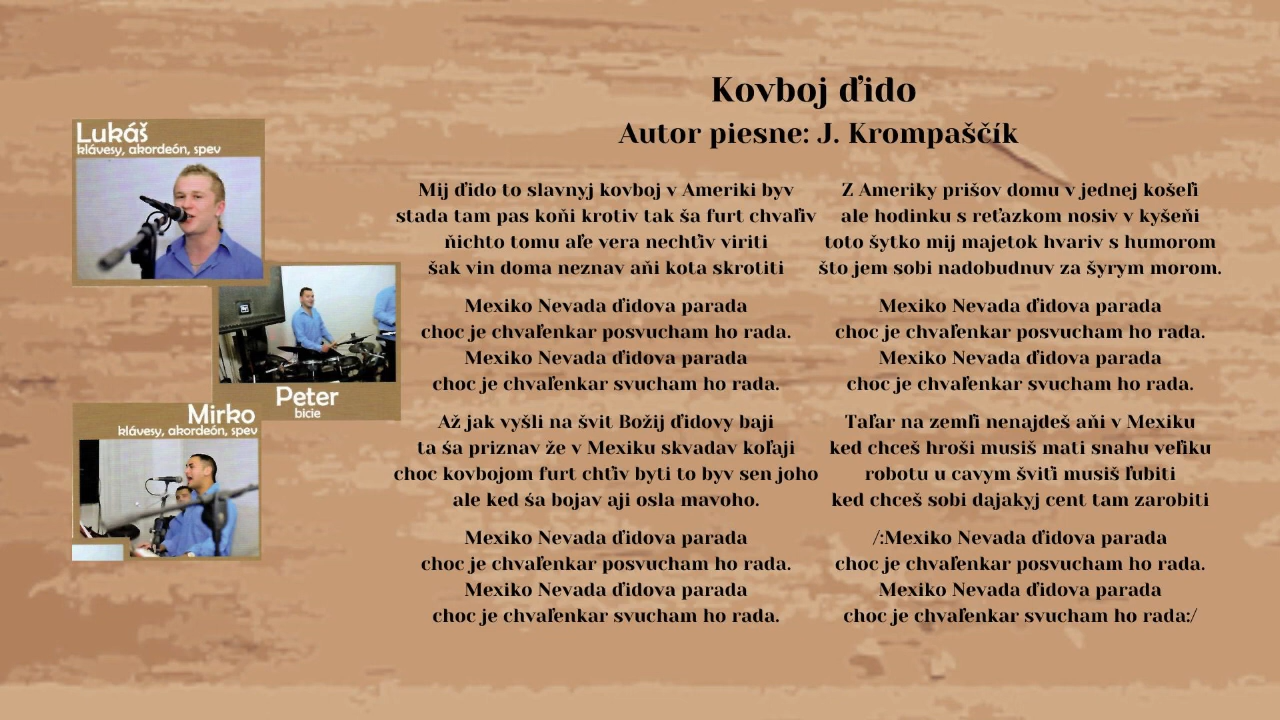 Kovboj ďido
Autor piesne: J. Krompaščík
Lukáš
klávesy, akordeón, spev
Peter
bicie
Mirko
klávesy, akordeón, spev
Mij ďido to slavnyj kovboj v Ameriki byv
stada tam pas koňi krotiv tak ša furt chvaľiv
ňichto tomu aľe vera nechťiv viriti
šak vin doma neznav aňi kota skrotiti
Mexiko Nevada ďidova parada
choc je chvaľenkar posvucham ho rada.
Mexiko Nevada ďidova parada
choc je chvaľenkar svucham ho rada.
Až jak vyšli na švit Božij ďidovy baji
ta śa priznav že v Mexiku skvadav koľaji
choc kovbojom furt chťiv byti to byv sen joho
ale ked śa bojav aji osla mavoho.
Mexiko Nevada ďidova parada
choc je chvaľenkar posvucham ho rada.
Mexiko Nevada ďidova parada
choc je chvaľenkar svucham ho rada.
Z Ameriky prišov domu v jednej košeľi
ale hodinku s reťazkom nosiv v kyšeňi
toto šytko mij majetok hvariv s humorom
što jem sobi nadobudnuv za šyrym morom.
Mexiko Nevada ďidova parada
choc je chvaľenkar posvucham ho rada.
Mexiko Nevada ďidova parada
choc je chvaľenkar svucham ho rada.
Taľar na zemľi nenajdeš aňi v Mexiku
ked chceš hroši musiš mati snahu veľiku
robotu u cavym šviťi musiš ľubiti
ked chceš sobi dajakyj cent tam zarobiti
/:Mexiko Nevada ďidova parada
choc je chvaľenkar posvucham ho rada.
Mexiko Nevada ďidova parada
choc je chvaľenkar svucham ho rada:/